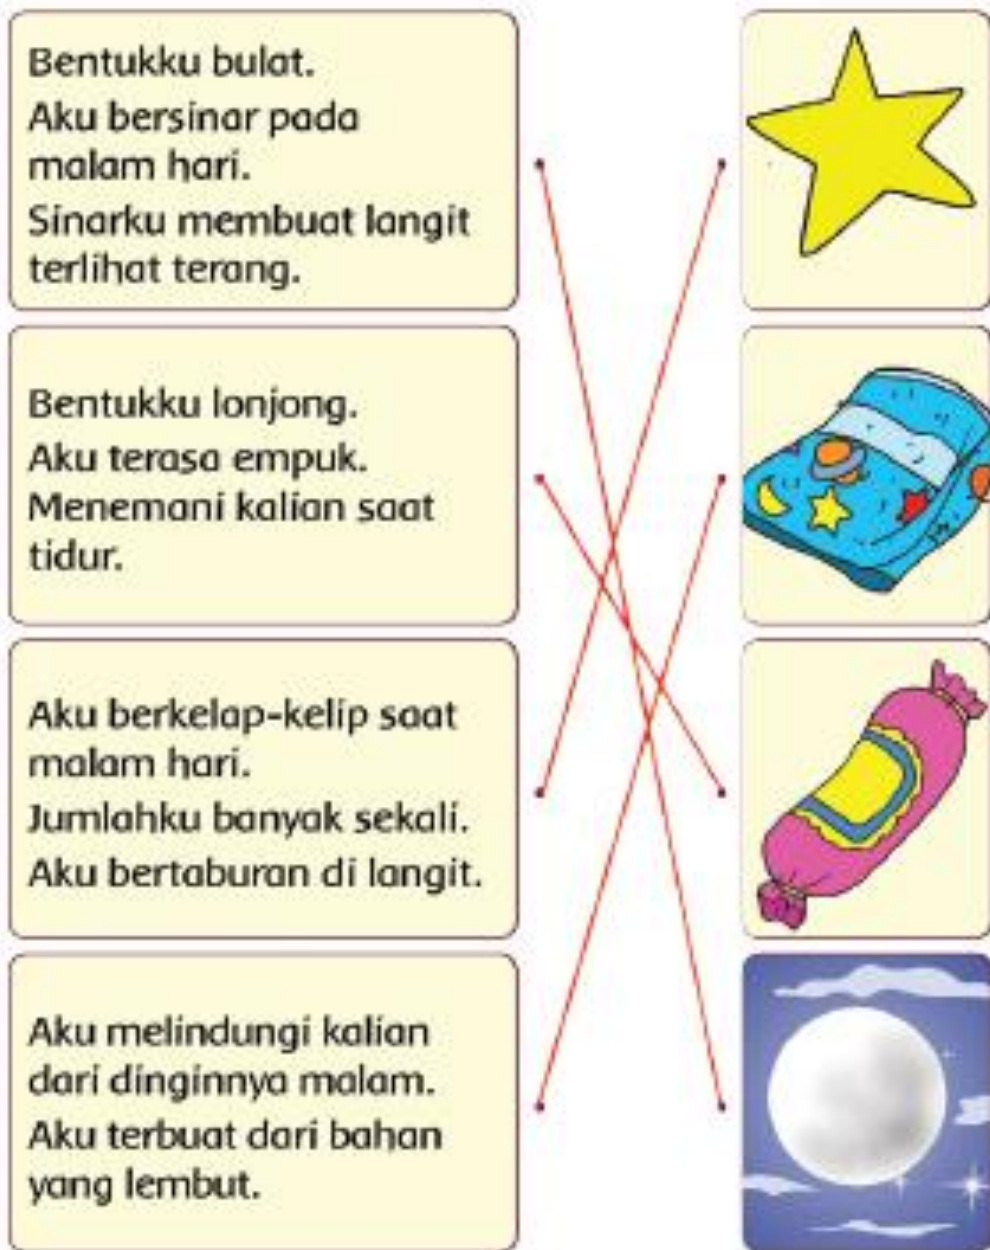 Bentukku bulat.
Aku bersinar pada
malam hari.
Sinarku membuat langit
terlihat terang.
Bentukku lonjong.
Aku terasa empuk.
Menemani kalian saat
tidur.
Aku berkelap-kelip saat
malam hari.
Jumlahku banyak sekali.
Aku bertaburan di langit.
Aku melindungi kalian
dari dinginnya malam.
Aku terbuat dari bahan
yang lembut.